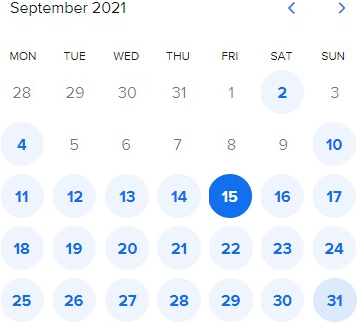 September 2021
MON TUE WED THU FRI SAT SUN
28 29 30 31 1 2 3
4 5 6 7 8 9 10
11 12 13 14 15 16 17
18 19 20 21 22 23 24
25 26 27 28 29 30 31